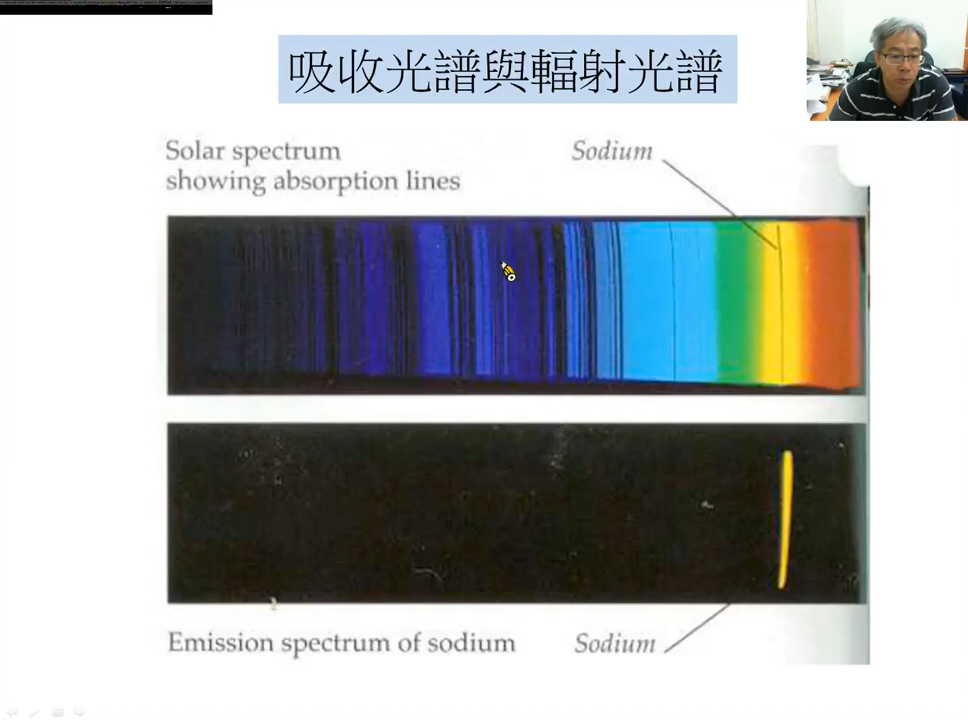 吸收光譜與輻射光譜
Solar spectrum
showing absorption lines
Sodium
Emission spectrum of sodium
Sodium